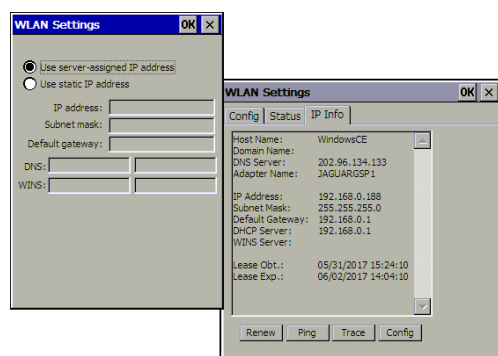 WLAN Settings OK ×
Use server-assigned IP address
Use static IP address
IP address:
Subnet mask:
Default gateway:
DNS:
WINS:
WLAN Settings OK ×
Config Status IP Info
Host Name: WindowsCE
Domain Name:
DNS Server: 202.96.134.133
Adapter Name: JAGUARGSP1
IP Address: 192.168.0.188
Subnet Mask: 255.255.255.0
Default Gateway: 192.168.0.1
DHCP Server: 192.168.0.1
WINS Server:
Lease Obt.: 05/31/2017 15:24:10
Lease Exp.: 06/02/2017 14:04:10
Renew Ping Trace Config